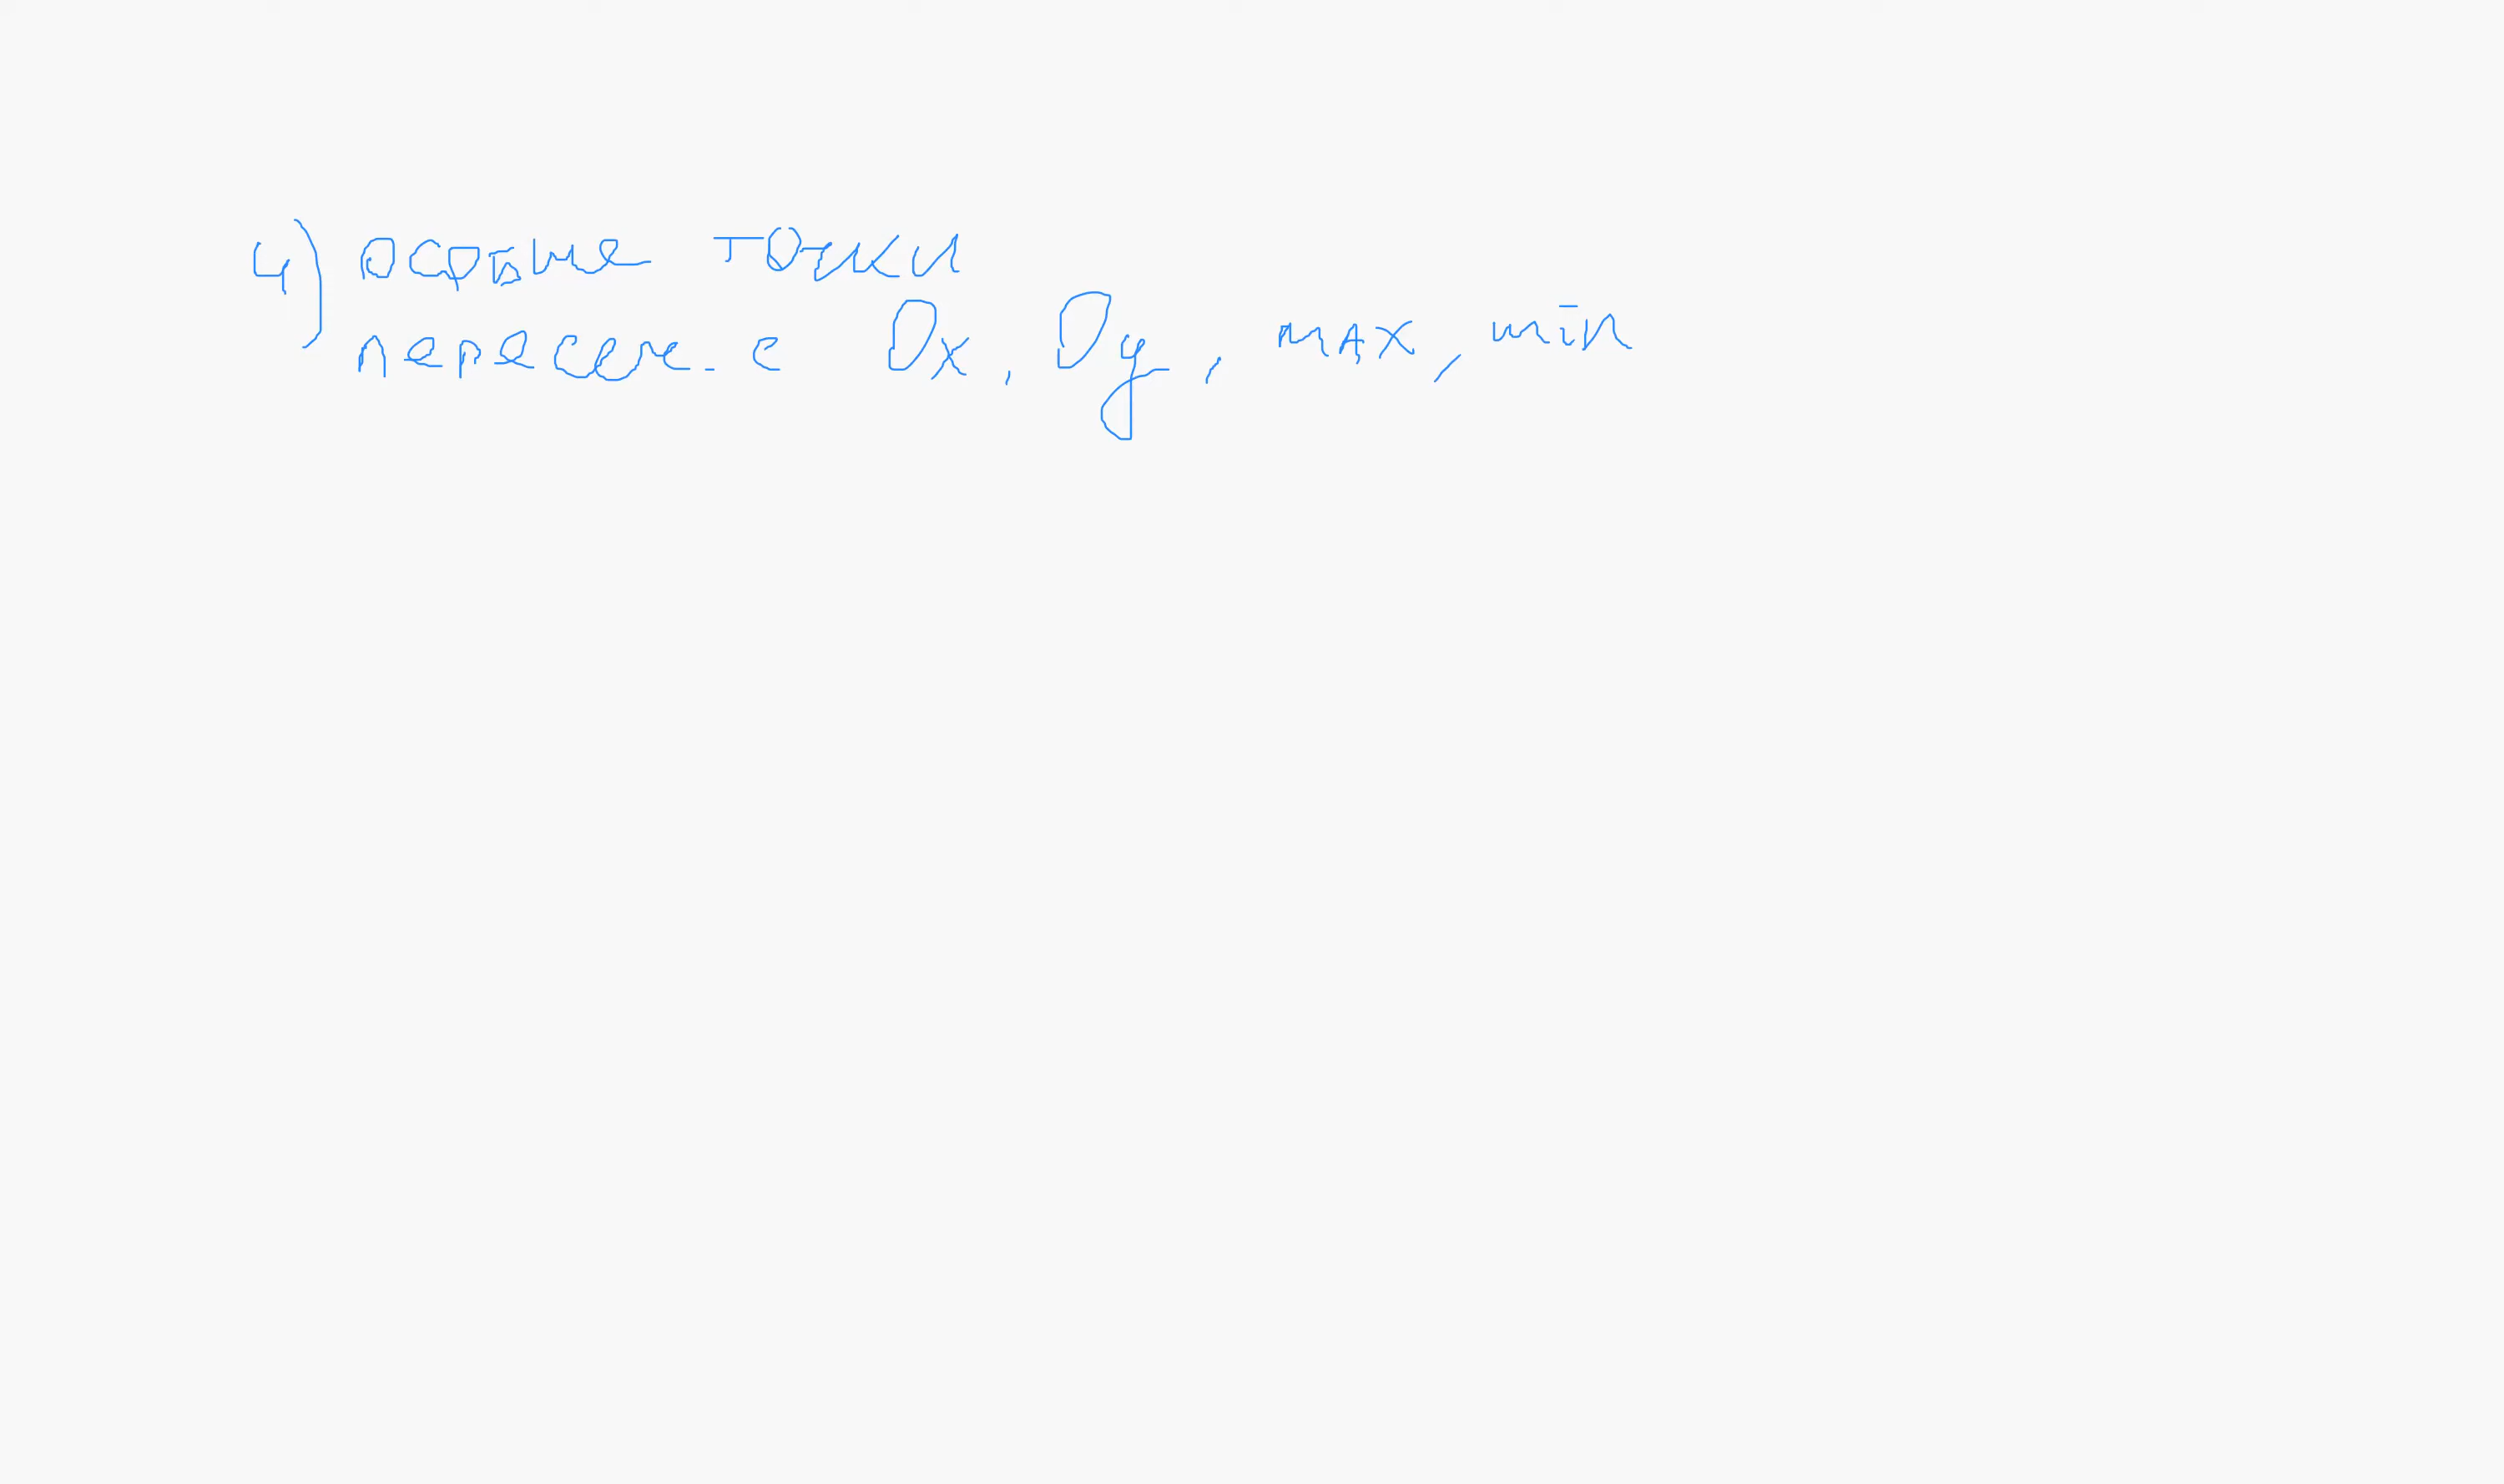 4) особые точки
пересеч. с Ox, Oy, max, min